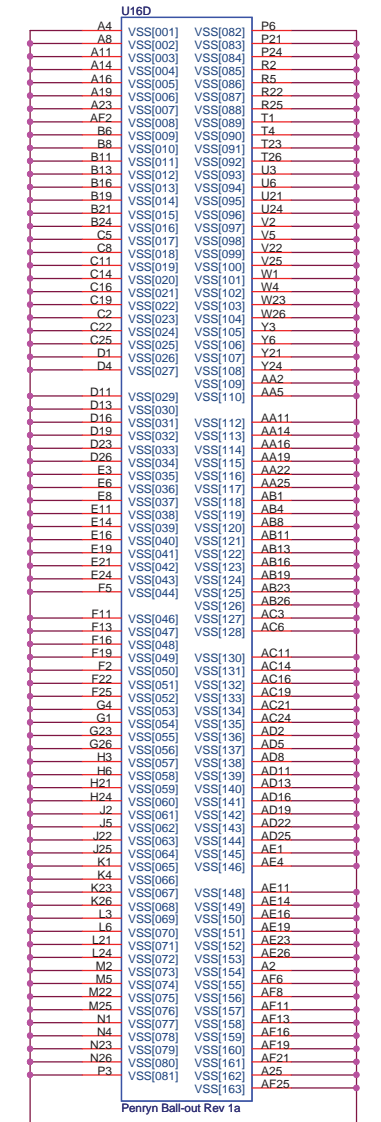 U16D
A4 VSS[001] VSS[082] P6
A8 VSS[002] VSS[083] P21
A11 VSS[003] VSS[084] P24
A14 VSS[004] VSS[085] R2
A16 VSS[005] VSS[086] R5
A19 VSS[006] VSS[087] R22
A23 VSS[007] VSS[088] R25
AF2 VSS[008] VSS[089] T1
B6 VSS[009] VSS[090] T4
B8 VSS[010] VSS[091] T23
B11 VSS[011] VSS[092] T26
B13 VSS[012] VSS[093] U3
B16 VSS[013] VSS[094] U6
B19 VSS[014] VSS[095] U21
B21 VSS[015] VSS[096] U24
B24 VSS[016] VSS[097] V2
C5 VSS[017] VSS[098] V5
C8 VSS[018] VSS[099] V22
C11 VSS[019] VSS[100] V25
C14 VSS[020] VSS[101] W1
C16 VSS[021] VSS[102] W4
C19 VSS[022] VSS[103] W23
C2 VSS[023] VSS[104] W26
C22 VSS[024] VSS[105] Y3
C25 VSS[025] VSS[106] Y6
D1 VSS[026] VSS[107] Y21
D4 VSS[027] VSS[108] Y24
VSS[109] AA2
D11 VSS[029] VSS[110] AA5
D13 VSS[030]
D16 VSS[031] VSS[112] AA11
D19 VSS[032] VSS[113] AA14
D23 VSS[033] VSS[114] AA16
D26 VSS[034] VSS[115] AA19
E3 VSS[035] VSS[116] AA22
E6 VSS[036] VSS[117] AA25
E8 VSS[037] VSS[118] AB1
E11 VSS[038] VSS[119] AB4
E14 VSS[039] VSS[120] AB8
E16 VSS[040] VSS[121] AB11
E19 VSS[041] VSS[122] AB13
E21 VSS[042] VSS[123] AB16
E24 VSS[043] VSS[124] AB19
F5 VSS[044] VSS[125] AB23
VSS[126] AB26
F11 VSS[046] VSS[127] AC3
F13 VSS[047] VSS[128] AC6
F16 VSS[048]
F19 VSS[049] VSS[130] AC11
F2 VSS[050] VSS[131] AC14
F22 VSS[051] VSS[132] AC16
F25 VSS[052] VSS[133] AC19
G4 VSS[053] VSS[134] AC21
G1 VSS[054] VSS[135] AC24
G23 VSS[055] VSS[136] AD2
G26 VSS[056] VSS[137] AD5
H3 VSS[057] VSS[138] AD8
H6 VSS[058] VSS[139] AD11
H21 VSS[059] VSS[140] AD13
H24 VSS[060] VSS[141] AD16
J2 VSS[061] VSS[142] AD19
J5 VSS[062] VSS[143] AD22
J22 VSS[063] VSS[144] AD25
J25 VSS[064] VSS[145] AE1
K1 VSS[065] VSS[146] AE4
K4 VSS[066]
K23 VSS[067] VSS[148] AE11
K26 VSS[068] VSS[149] AE14
L3 VSS[069] VSS[150] AE16
L6 VSS[070] VSS[151] AE19
L21 VSS[071] VSS[152] AE23
L24 VSS[072] VSS[153] AE26
M2 VSS[073] VSS[154] A2
M5 VSS[074] VSS[155] AF6
M22 VSS[075] VSS[156] AF8
M25 VSS[076] VSS[157] AF11
N1 VSS[077] VSS[158] AF13
N4 VSS[078] VSS[159] AF16
N23 VSS[079] VSS[160] AF19
N26 VSS[080] VSS[161] AF21
P3 VSS[081] VSS[162] A25
VSS[163] AF25
Penryn Ball-out Rev 1a